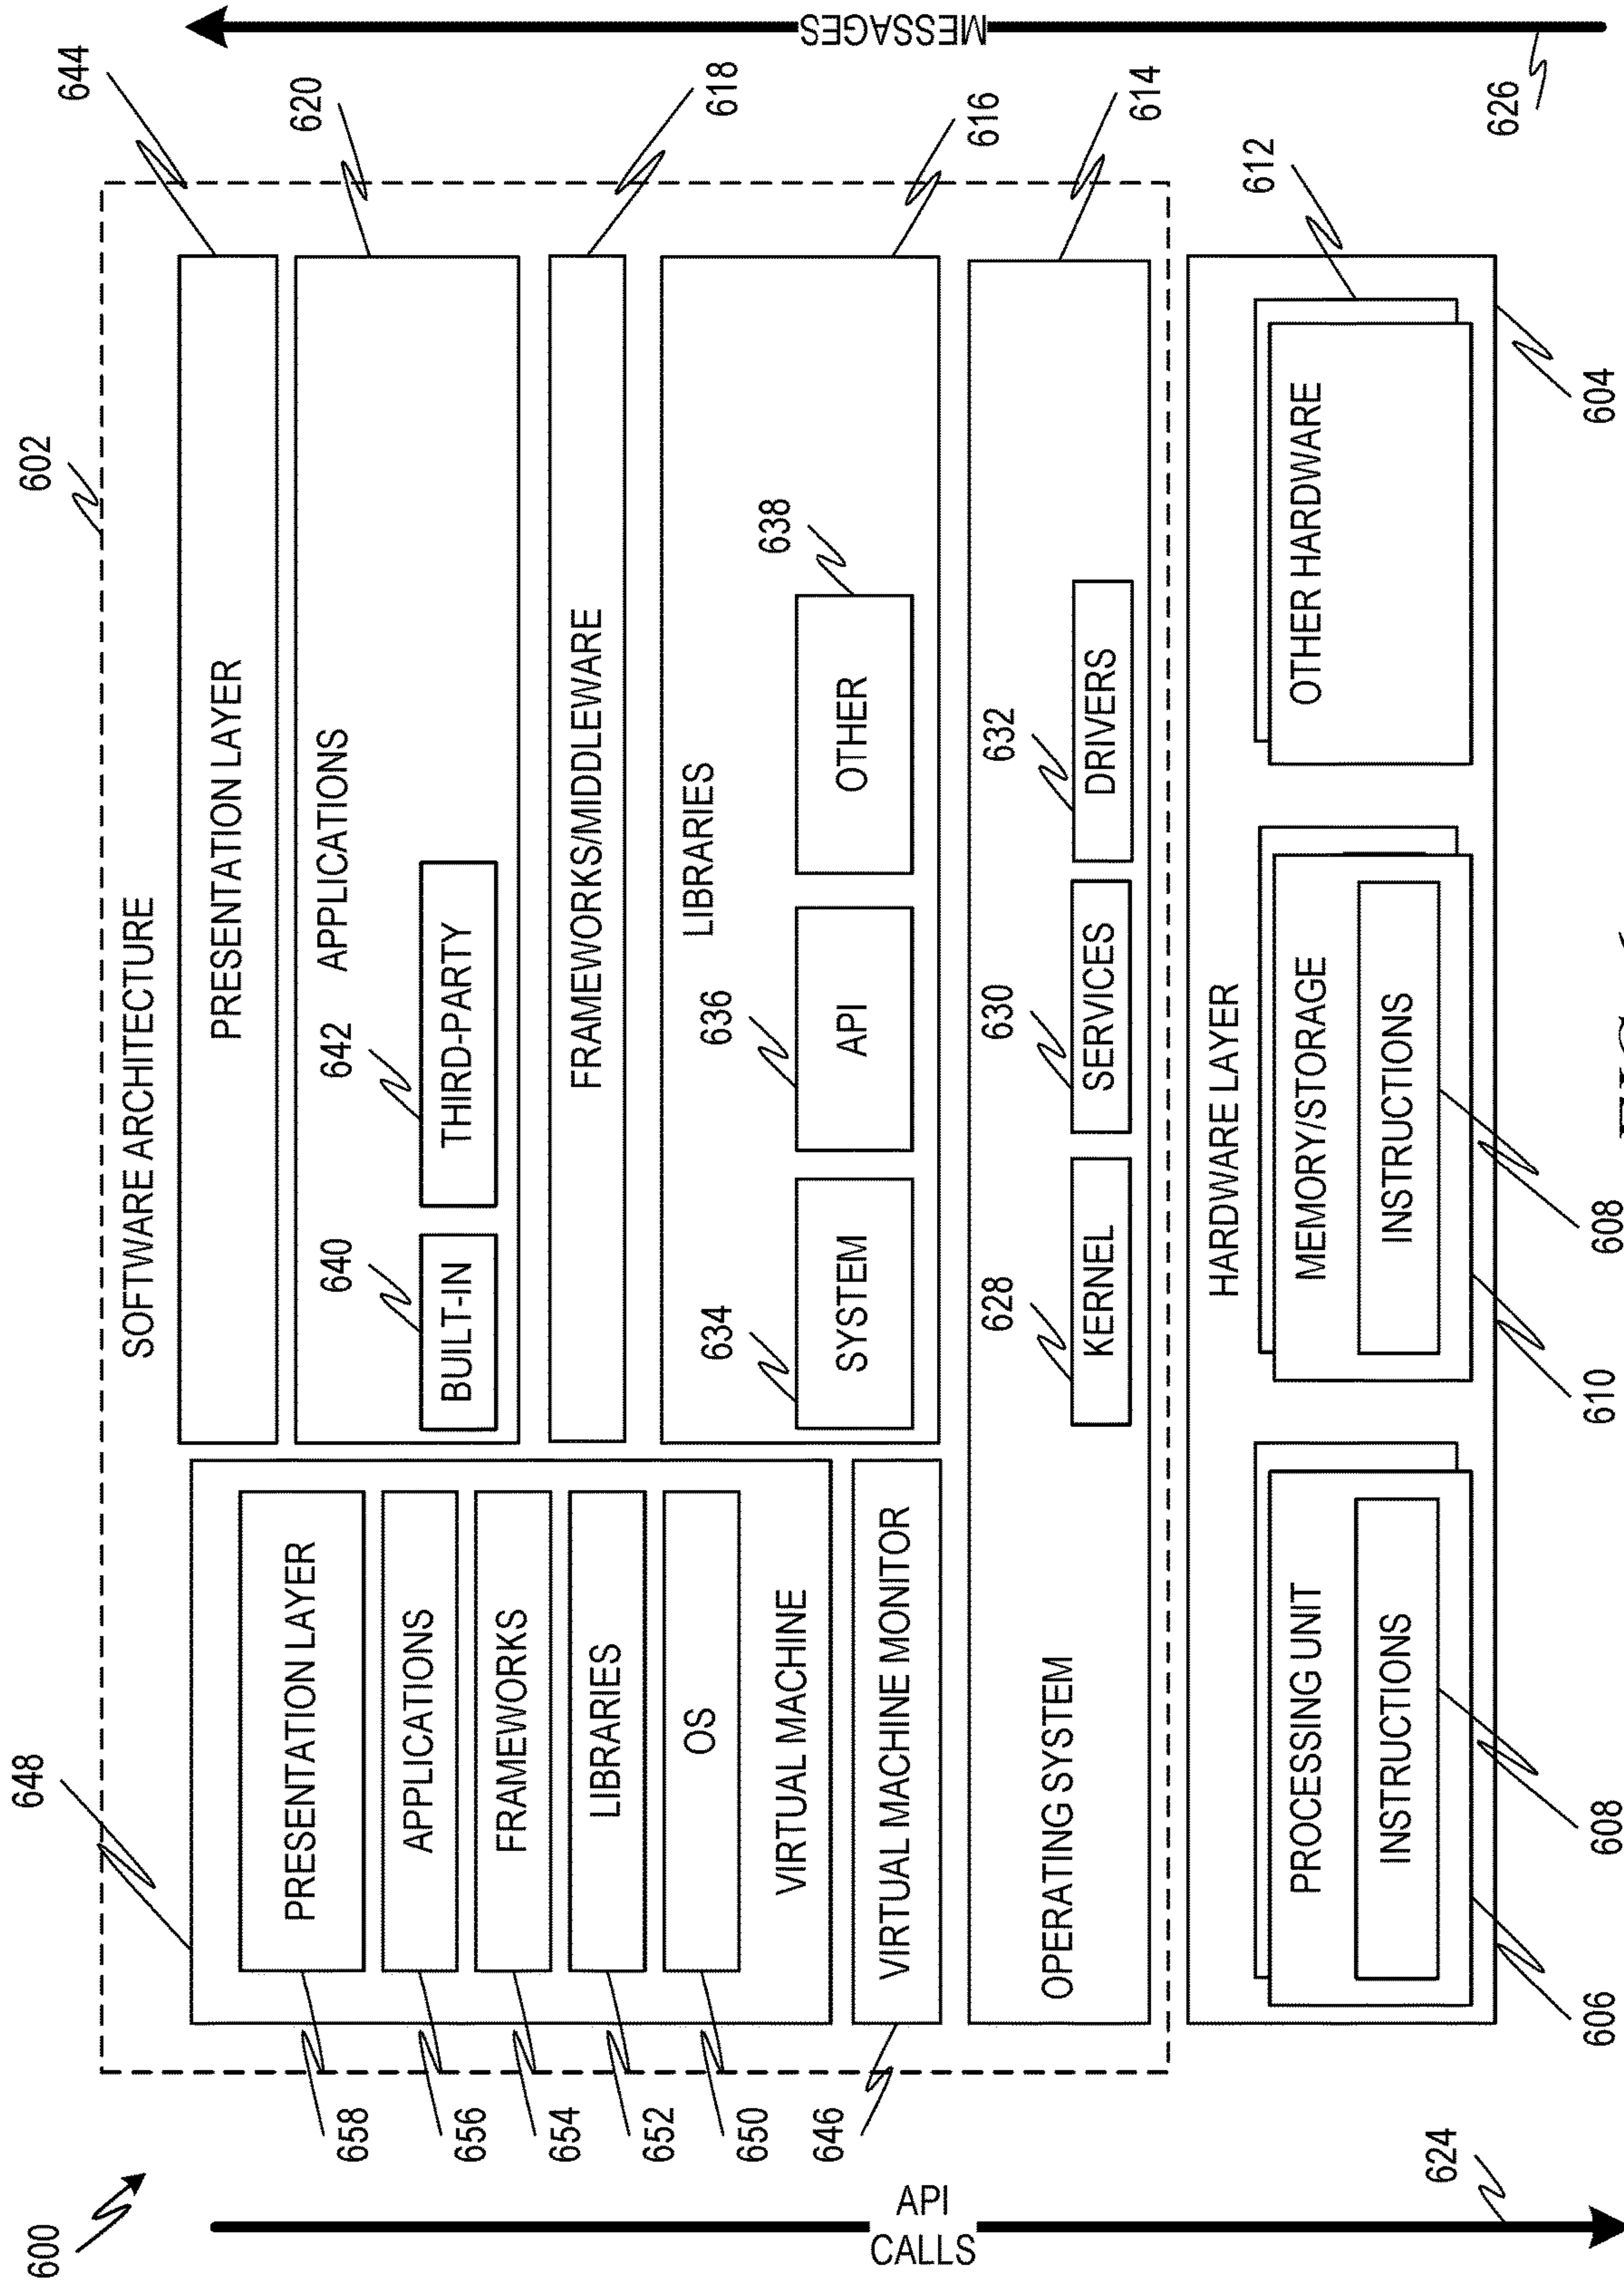 600
602
648
644
SOFTWARE ARCHITECTURE
PRESENTATION LAYER
658
PRESENTATION LAYER
620
APPLICATIONS
640
642
BUILT-IN
THIRD-PARTY
656
APPLICATIONS
618
FRAMEWORKS/MIDDLEWARE
654
FRAMEWORKS
652
LIBRARIES
616
LIBRARIES
634
636
638
SYSTEM
API
OTHER
650
OS
VIRTUAL MACHINE
646
VIRTUAL MACHINE MONITOR
614
OPERATING SYSTEM
628
630
632
KERNEL
SERVICES
DRIVERS
API
CALLS
MESSAGES
HARDWARE LAYER
612
PROCESSING UNIT
MEMORY/STORAGE
OTHER HARDWARE
INSTRUCTIONS
INSTRUCTIONS
624
626
606
608
610
608
604